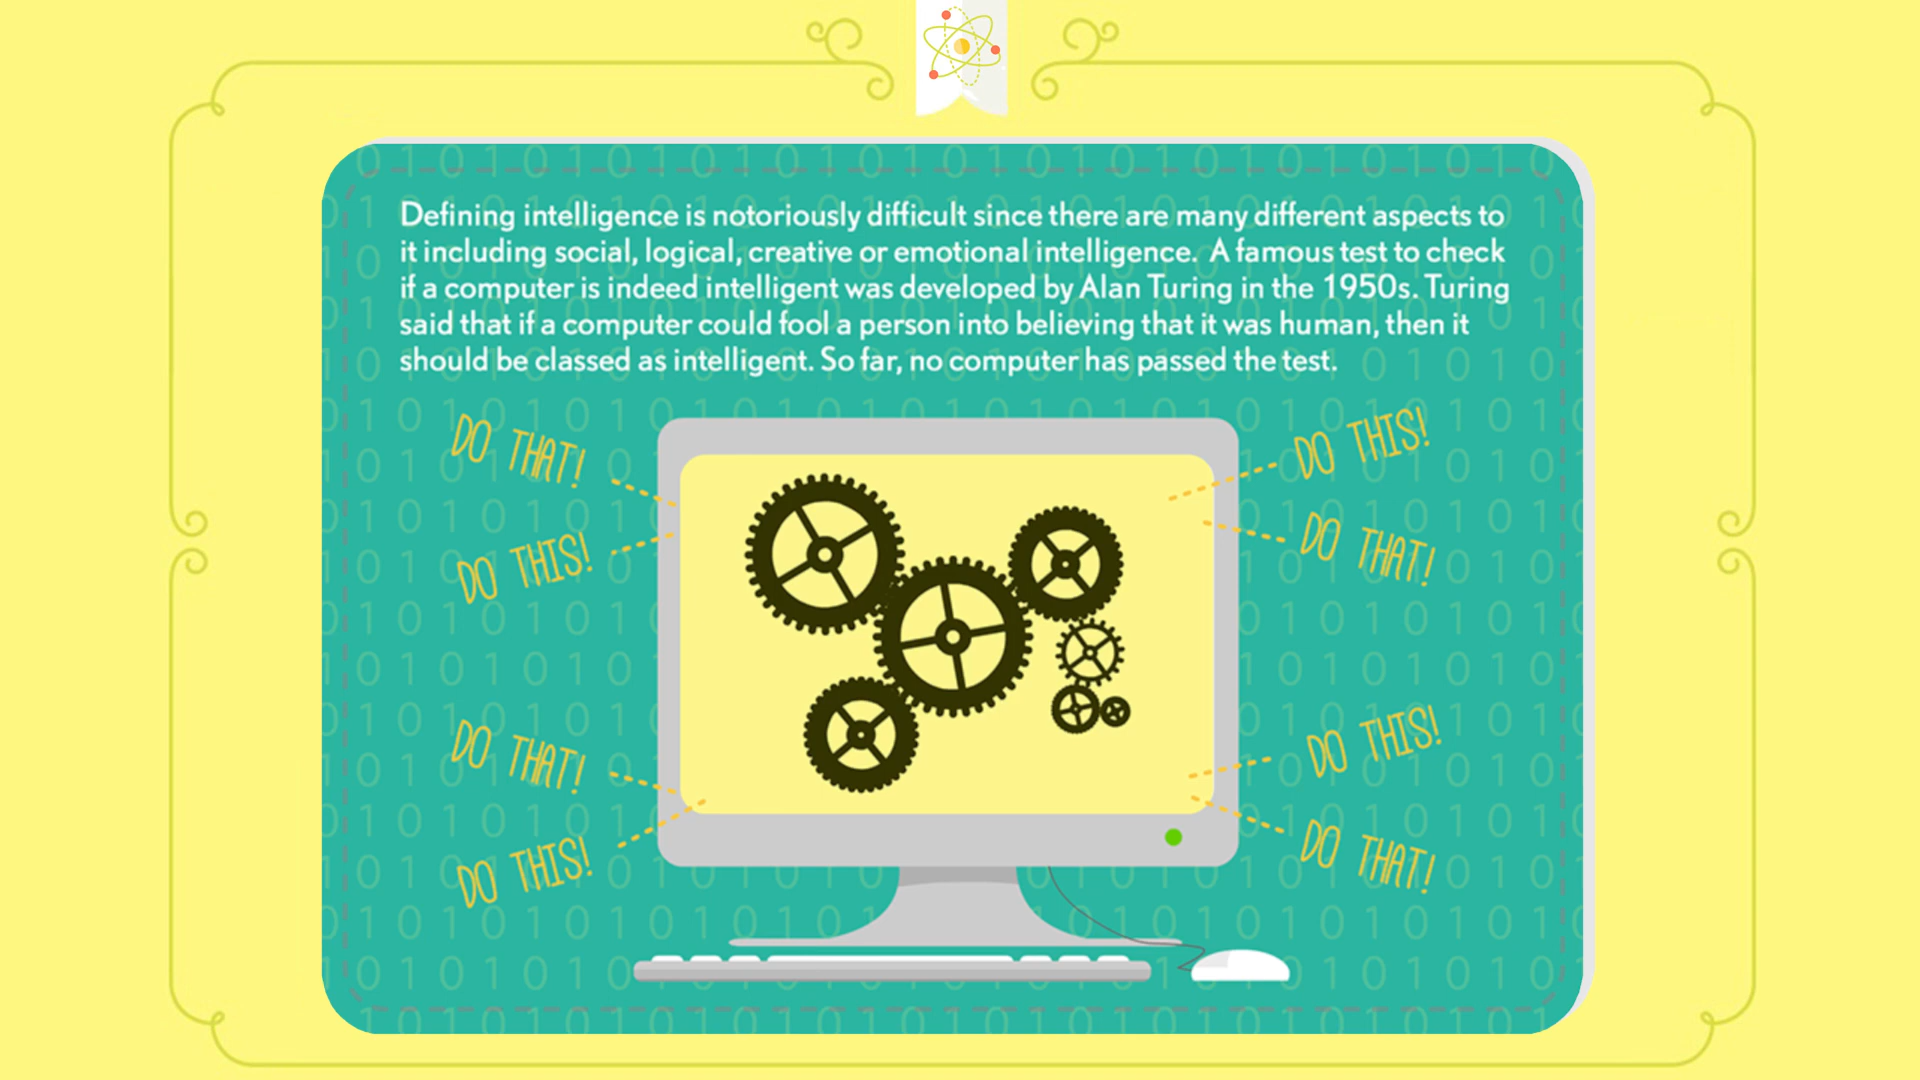 Defining intelligence is notoriously difficult since there are many different aspects to
it including social, logical, creative or emotional intelligence. A famous test to check
if a computer is indeed intelligent was developed by Alan Turing in the 1950s. Turing
said that if a computer could fool a person into believing that it was human, then it
should be classed as intelligent. So far, no computer has passed the test.
DO THAT!
DO THIS!
DO THIS!
DO THAT!
DO THAT!
DO THIS!
DO THIS!
DO THAT!